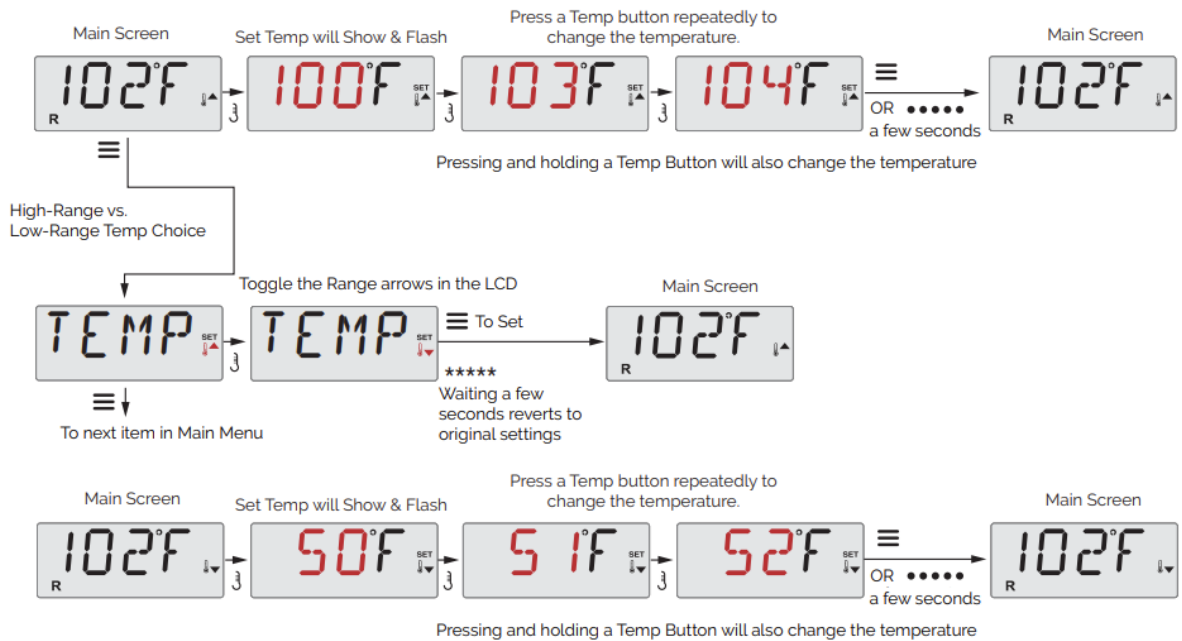 Main Screen
Set Temp will Show & Flash
Press a Temp button repeatedly to
change the temperature.
Main Screen
102°F
R
100°F
SET
103°F
SET
104°F
SET
OR •••••
a few seconds
102°F
R
Pressing and holding a Temp Button will also change the temperature
High-Range vs.
Low-Range Temp Choice
Toggle the Range arrows in the LCD
Main Screen
TEMP
SET
TEMP
SET
To Set
*****
Waiting a few
seconds reverts to
original settings
102°F
R
To next item in Main Menu
Main Screen
Set Temp will Show & Flash
Press a Temp button repeatedly to
change the temperature.
Main Screen
102°F
R
50°F
SET
51°F
SET
52°F
SET
OR •••••
a few seconds
102°F
R
Pressing and holding a Temp Button will also change the temperature